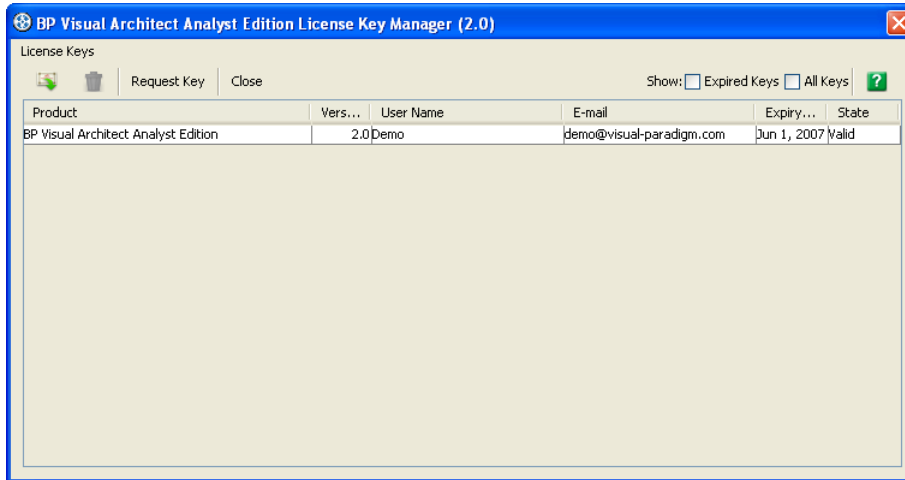 BP Visual Architect Analyst Edition License Key Manager (2.0)
License Keys
Request Key Close Show: Expired Keys All Keys ?
Product Vers... User Name E-mail Expiry... State
BP Visual Architect Analyst Edition 2.0 Demo demo@visual-paradigm.com Jun 1, 2007 Valid